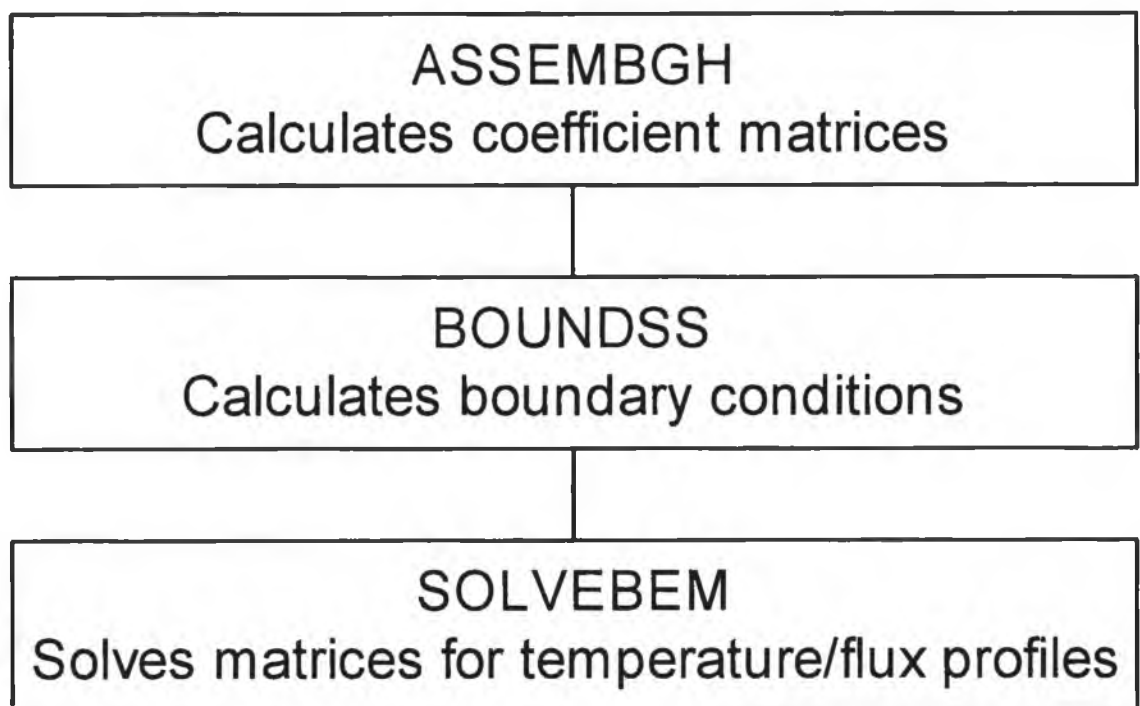 ASSEMBGH
Calculates coefficient matrices
BOUNDSS
Calculates boundary conditions
SOLVEBEM
Solves matrices for temperature/flux profiles